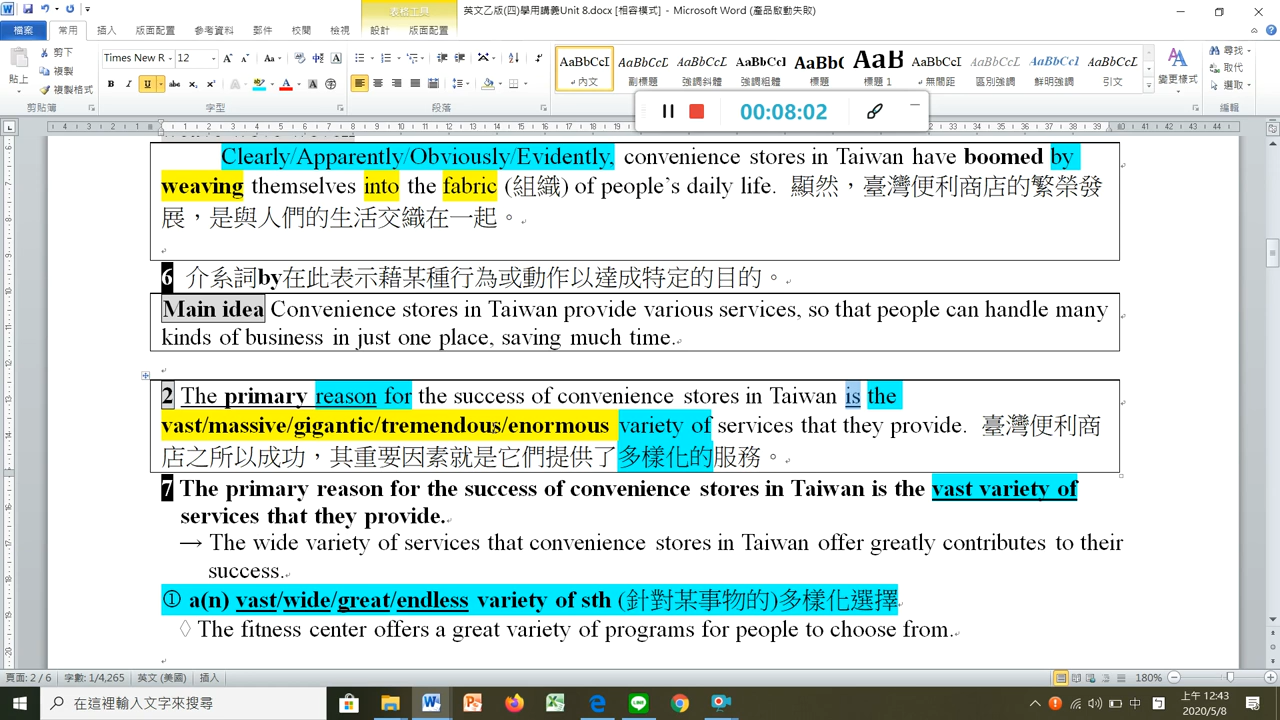 英文乙版(四)學用講義Unit 8.docx [相容模式] - Microsoft Word (產品啟動失敗)
表格工具
檔案 常用 插入 版面配置 參考資料 郵件 校閱 檢視 設計 版面配置
貼上 剪下 複製 複製格式 剪貼簿
Times New R 12 字型
段落
AaBbCcI 內文 AaBbCcL 副標題 AaBbCcL 強調斜體 AaBbCcl 強調粗體 AaBbC 標題 AaB 標題 1 AaBbCcI 無間距 AaBbCcL 區別強調 AaBbCcL 鮮明強調 AaBbCcI 引文 變更樣式
尋找 取代 選取 編輯
00:08:02
Clearly/Apparently/Obviously/Evidently, convenience stores in Taiwan have boomed by
weaving themselves into the fabric (組織) of people's daily life. 顯然，臺灣便利商店的繁榮發
展，是與人們的生活交織在一起。
6 介系詞by在此表示藉某種行為或動作以達成特定的目的。
Main idea Convenience stores in Taiwan provide various services, so that people can handle many
kinds of business in just one place, saving much time.
2 The primary reason for the success of convenience stores in Taiwan is the
vast/massive/gigantic/tremendous/enormous variety of services that they provide. 臺灣便利商
店之所以成功，其重要因素就是它們提供了多樣化的服務。
7 The primary reason for the success of convenience stores in Taiwan is the vast variety of
services that they provide.
→ The wide variety of services that convenience stores in Taiwan offer greatly contributes to their
success.
① a(n) vast/wide/great/endless variety of sth (針對某事物的)多樣化選擇
◊ The fitness center offers a great variety of programs for people to choose from.
頁面: 2 / 6 字數: 1/4,265 英文 (美國) 插入 180%
在這裡輸入文字來搜尋
上午 12:43
2020/5/8